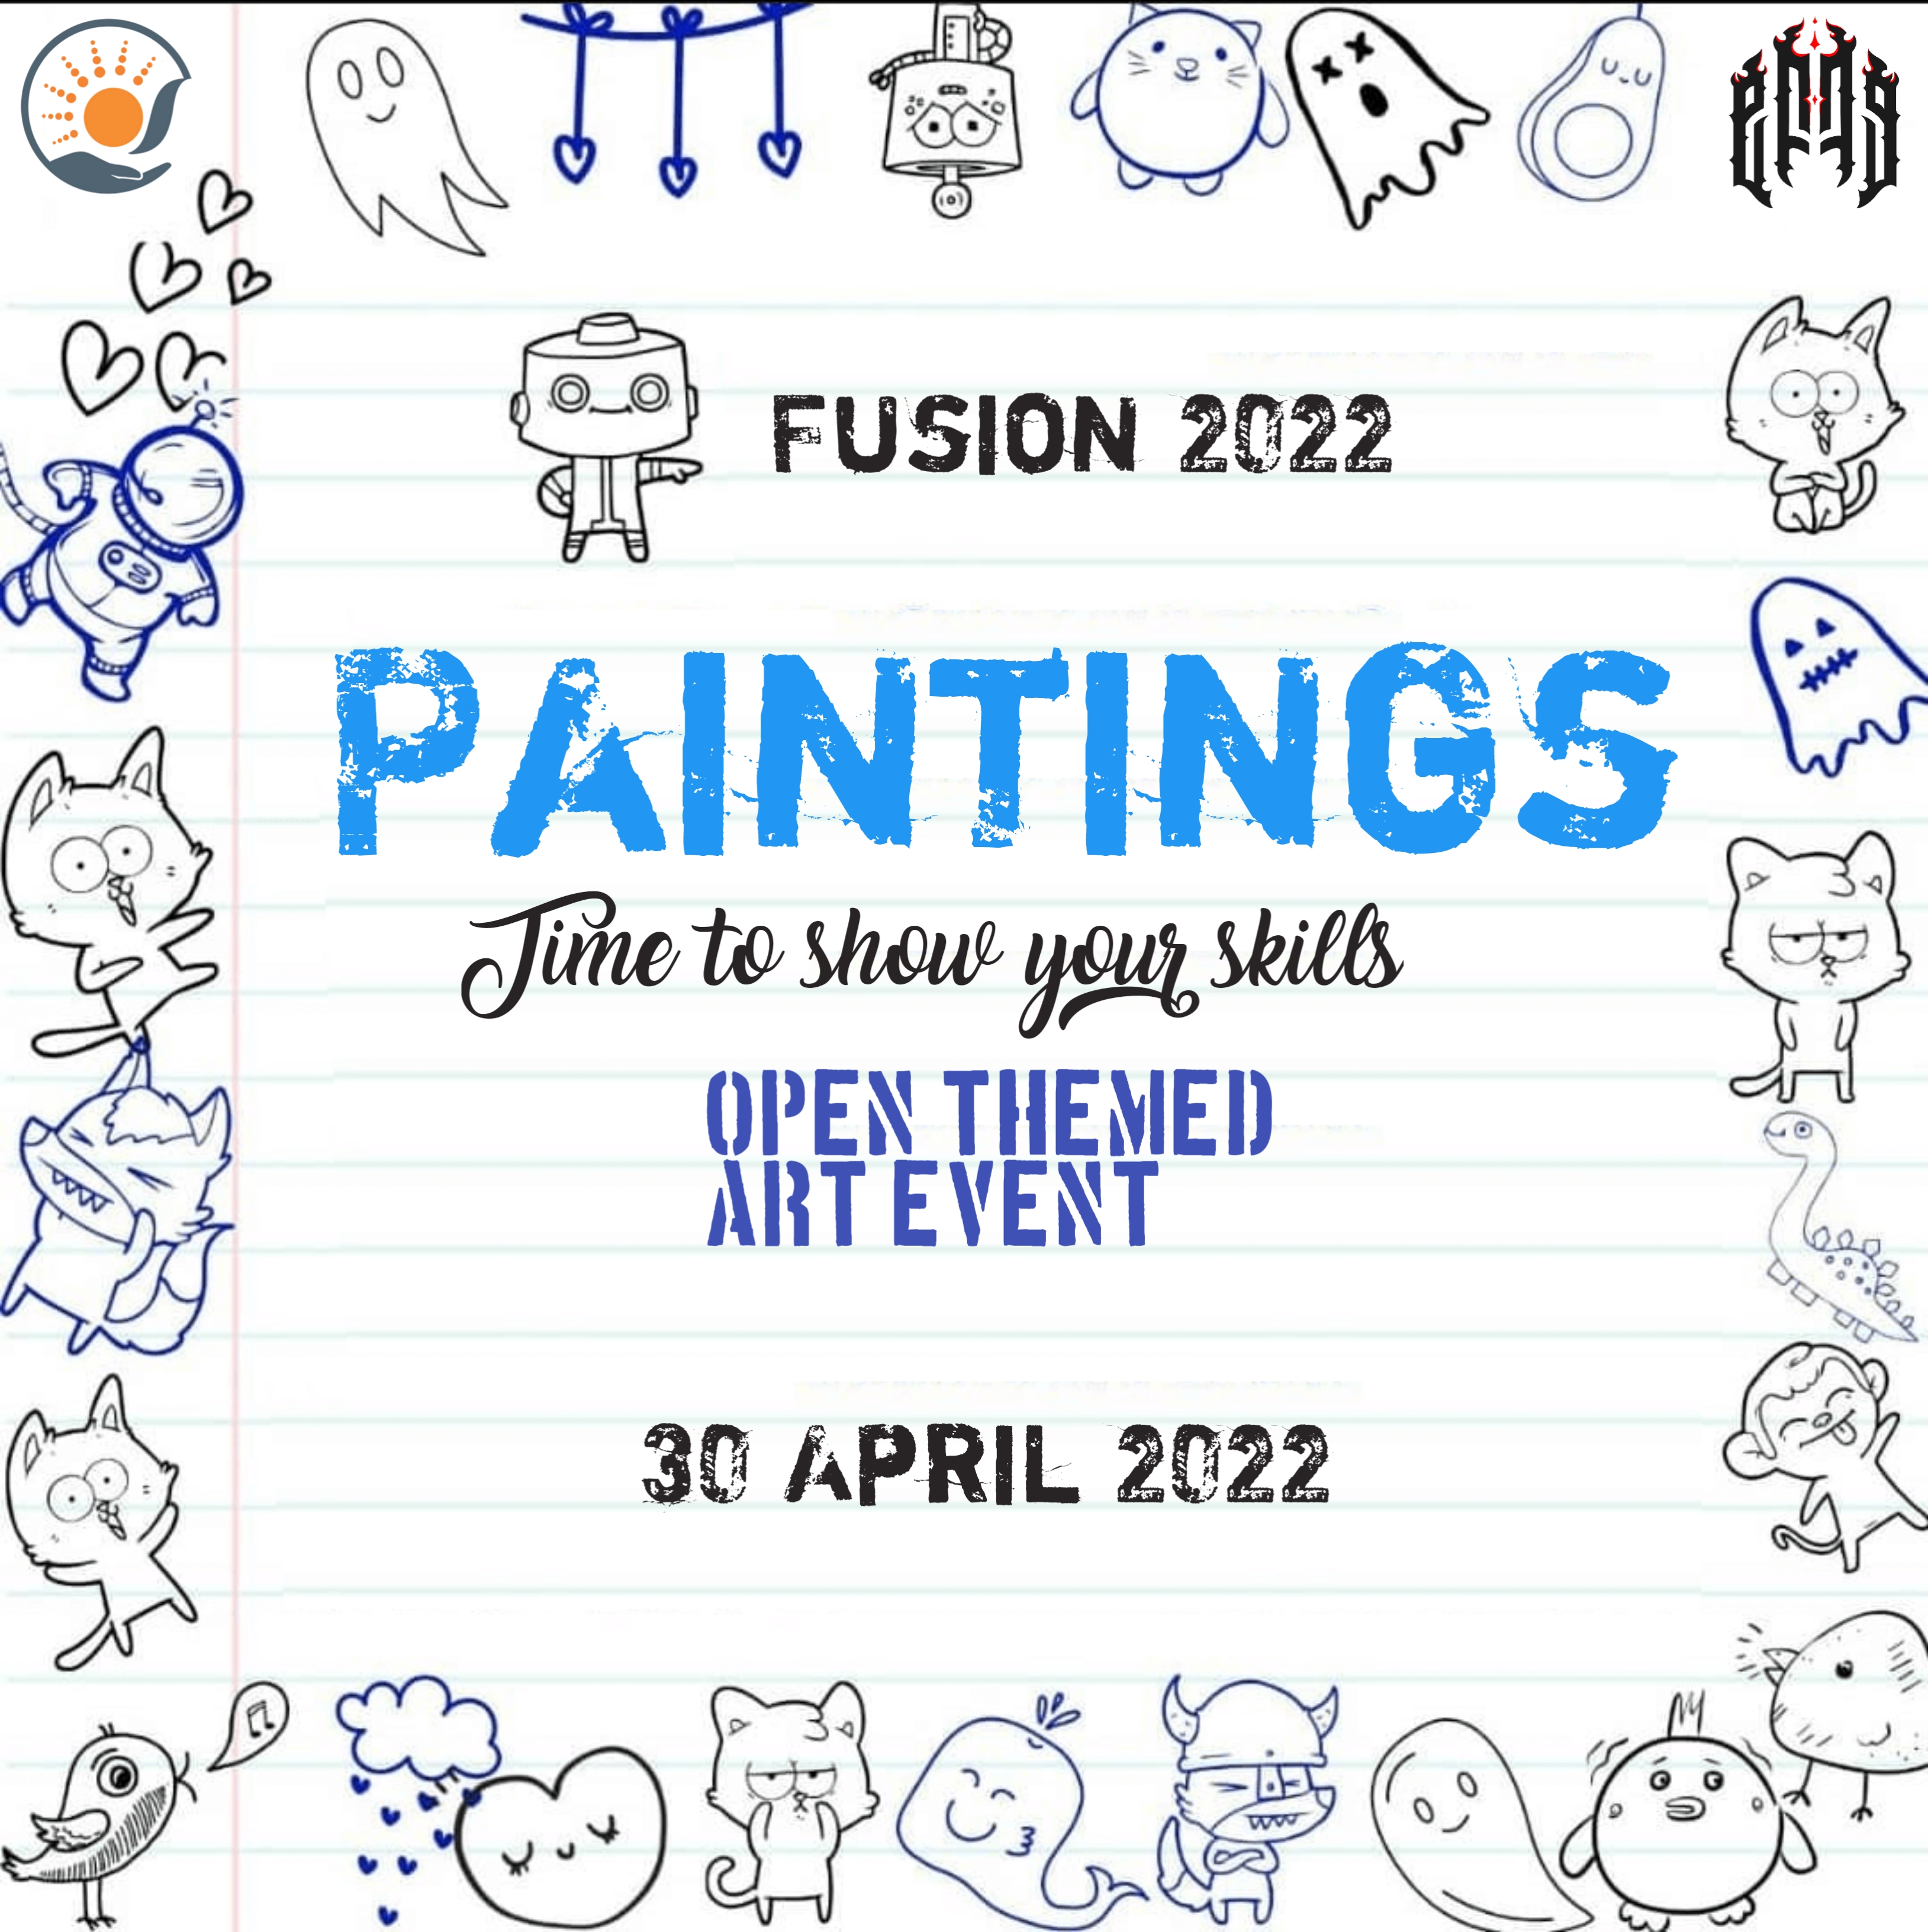 FUSION 2022
PAINTINGS
Time to show your skills
OPEN THEMED
ART EVENT
30 APRIL 2022